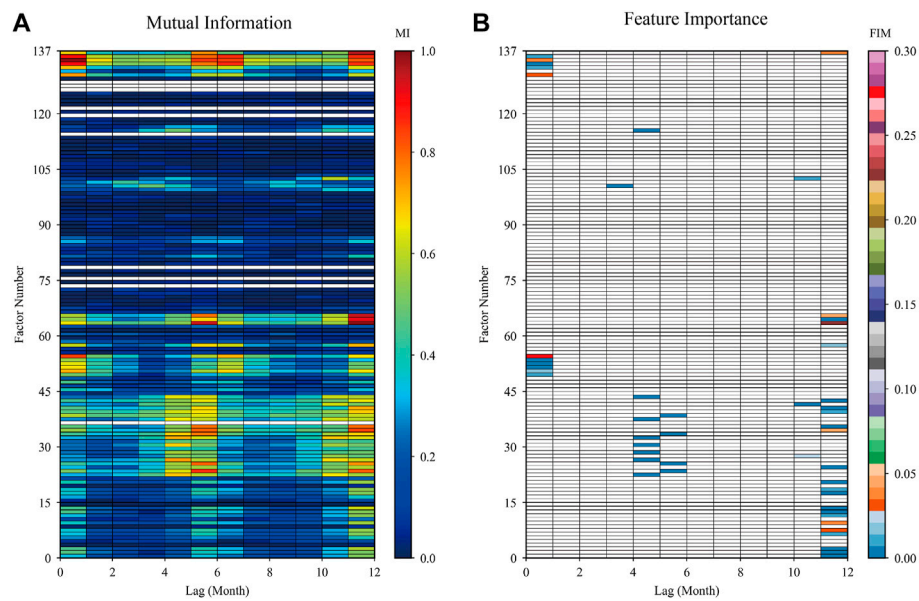 A
Mutual Information
MI
Factor Number
137
120
105
90
75
60
45
30
15
0
0 2 4 6 8 10 12
Lag (Month)
1.0
0.8
0.6
0.4
0.2
0.0
B
Feature Importance
FIM
Factor Number
137
120
105
90
75
60
45
30
15
0
0 2 4 6 8 10 12
Lag (Month)
0.30
0.25
0.20
0.15
0.10
0.05
0.00